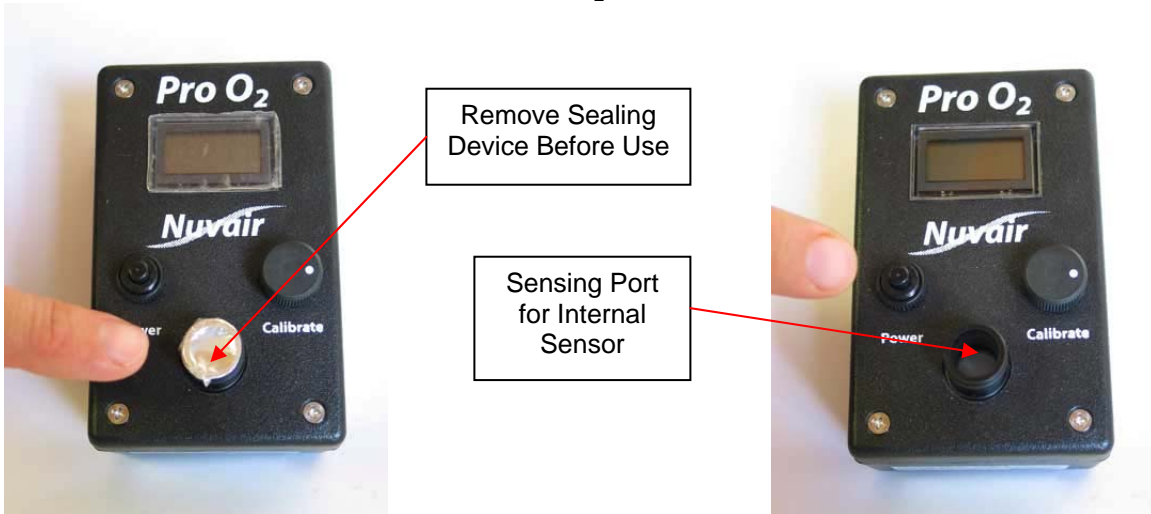 Pro O₂
Nuvair
Calibrate
Remove Sealing
Device Before Use
Sensing Port
for Internal
Sensor
Pro O₂
Nuvair
Power
Calibrate